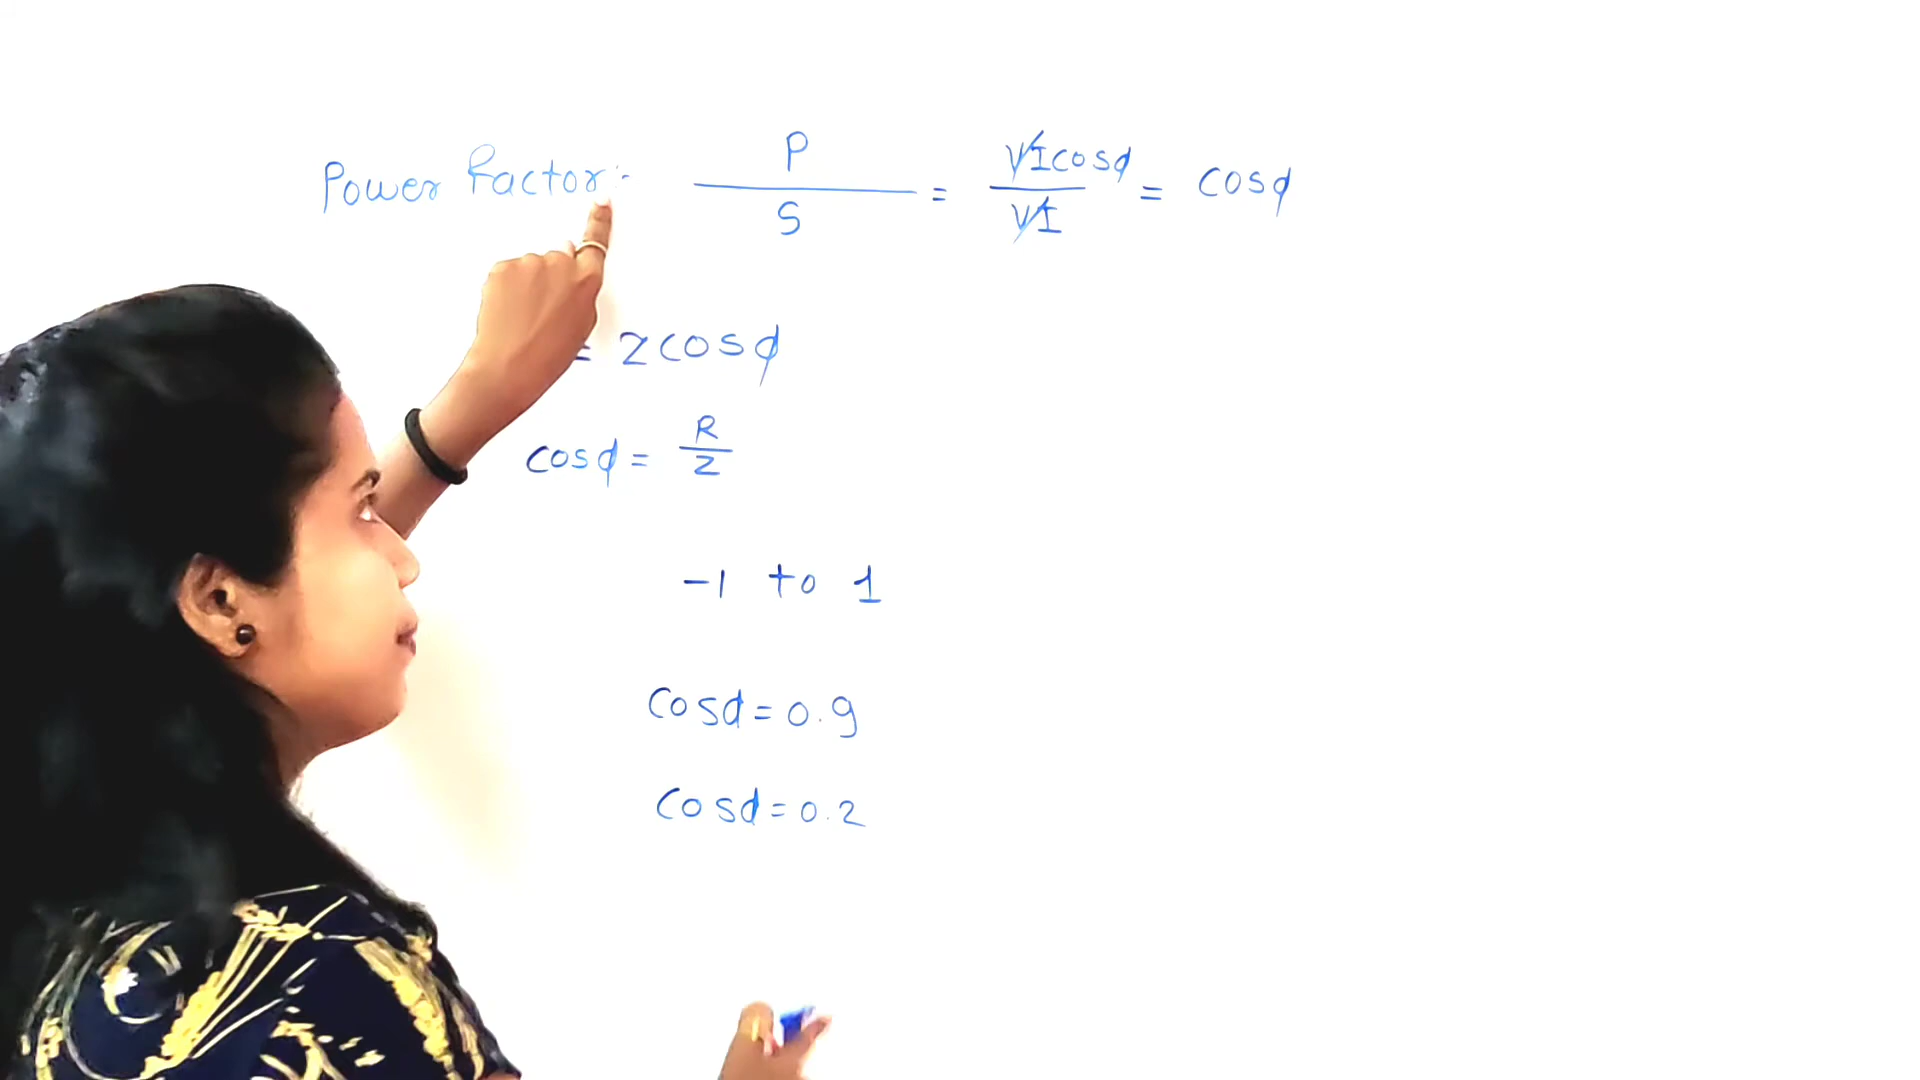 Power factor:- P/S = VIcosϕ/VI = cosϕ
= Zcosϕ
cosϕ = R/Z
-1 to 1
cosϕ = 0.9
cosϕ = 0.2